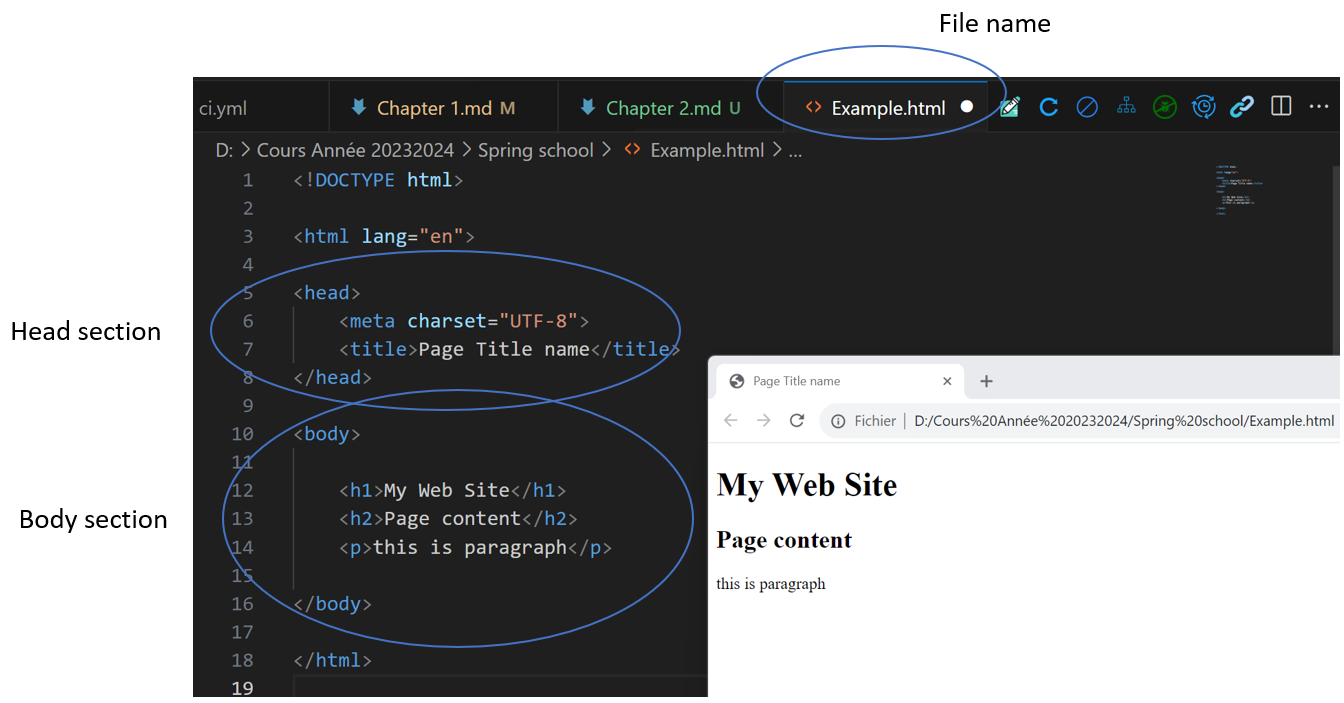 File name
ci.yml Chapter 1.md M Chapter 2.md U Example.html
D: > Cours Année 20232024 > Spring school > Example.html > ...
1 <!DOCTYPE html>
2
3 <html lang="en">
4
5 <head>
Head section
6 <meta charset="UTF-8">
7 <title>Page Title name</title>
8 </head>
9
10 <body>
11
12 <h1>My Web Site</h1>
Body section
13 <h2>Page content</h2>
14 <p>this is paragraph</p>
15
16 </body>
17
18 </html>
19
Page Title name
Fichier | D:/Cours%20Année%2020232024/Spring%20school/Example.html
My Web Site
Page content
this is paragraph